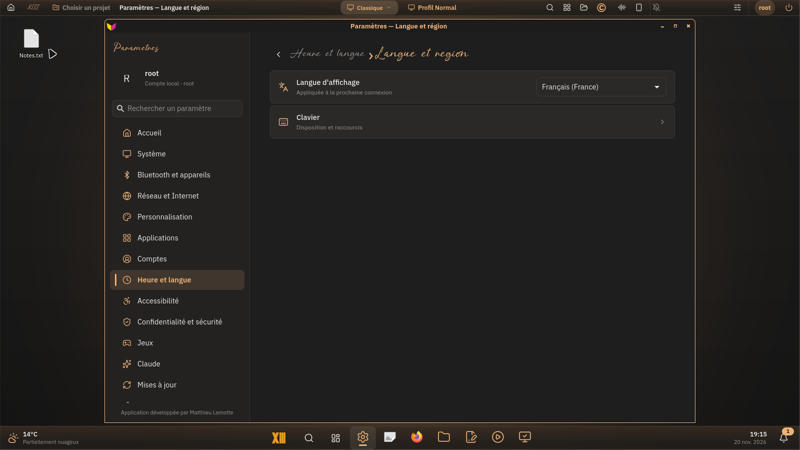 Choisir un projet
Paramètres — Langue et région
Classique
Profil Normal
root
Notes.txt
Paramètres — Langue et région
Paramètres
R
root
Compte local · root
Rechercher un paramètre
Accueil
Système
Bluetooth et appareils
Réseau et Internet
Personnalisation
Applications
Comptes
Heure et langue
Accessibilité
Confidentialité et sécurité
Jeux
Claude
Mises à jour
Application développée par Matthieu Lamotte
Heure et langue › Langue et région
Langue d'affichage
Appliquée à la prochaine connexion
Français (France)
Clavier
Disposition et raccourcis
14°C
Partiellement nuageux
XIII
19:15
20 nov. 2026
1